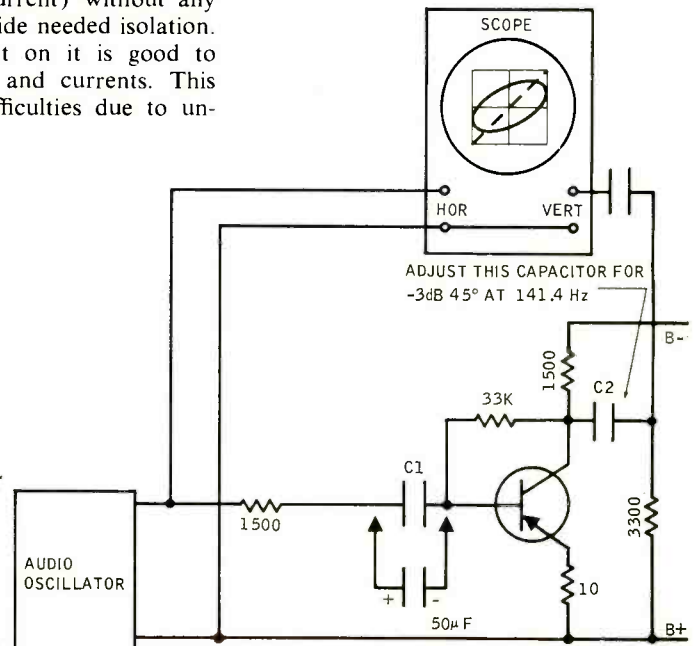 urrent) without any
ide needed isolation.
t on it is good to
and currents. This
fficulties due to un-
SCOPE
HOR
VERT
ADJUST THIS CAPACITOR FOR
-3dB 45° AT 141.4 Hz
B-
1500
C2
33K
C1
1500
3300
AUDIO
OSCILLATOR
+
-
50µF
10
B+